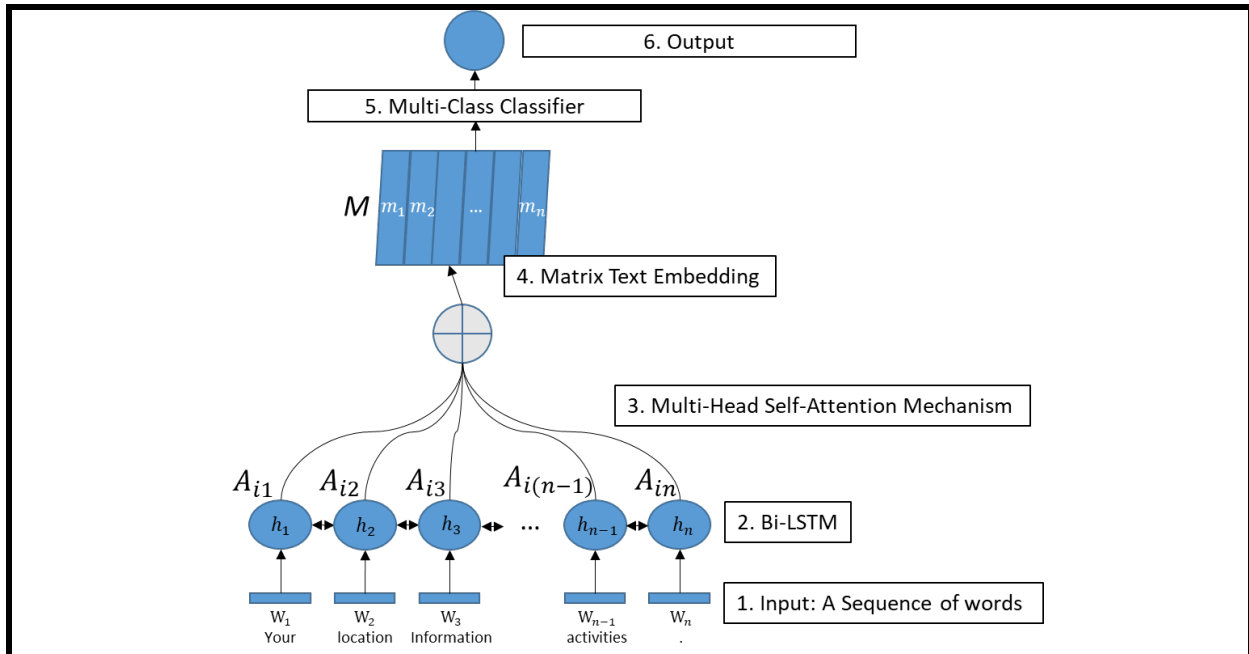 6. Output
5. Multi-Class Classifier
M m₁ m₂ ... mₙ
4. Matrix Text Embedding
3. Multi-Head Self-Attention Mechanism
Aᵢ₁ Aᵢ₂ Aᵢ₃ Aᵢ₍ₙ₋₁₎ Aᵢₙ
h₁ h₂ h₃ ... hₙ₋₁ hₙ
2. Bi-LSTM
1. Input: A Sequence of words
W₁ W₂ W₃ Wₙ₋₁ Wₙ
Your location Information activities .